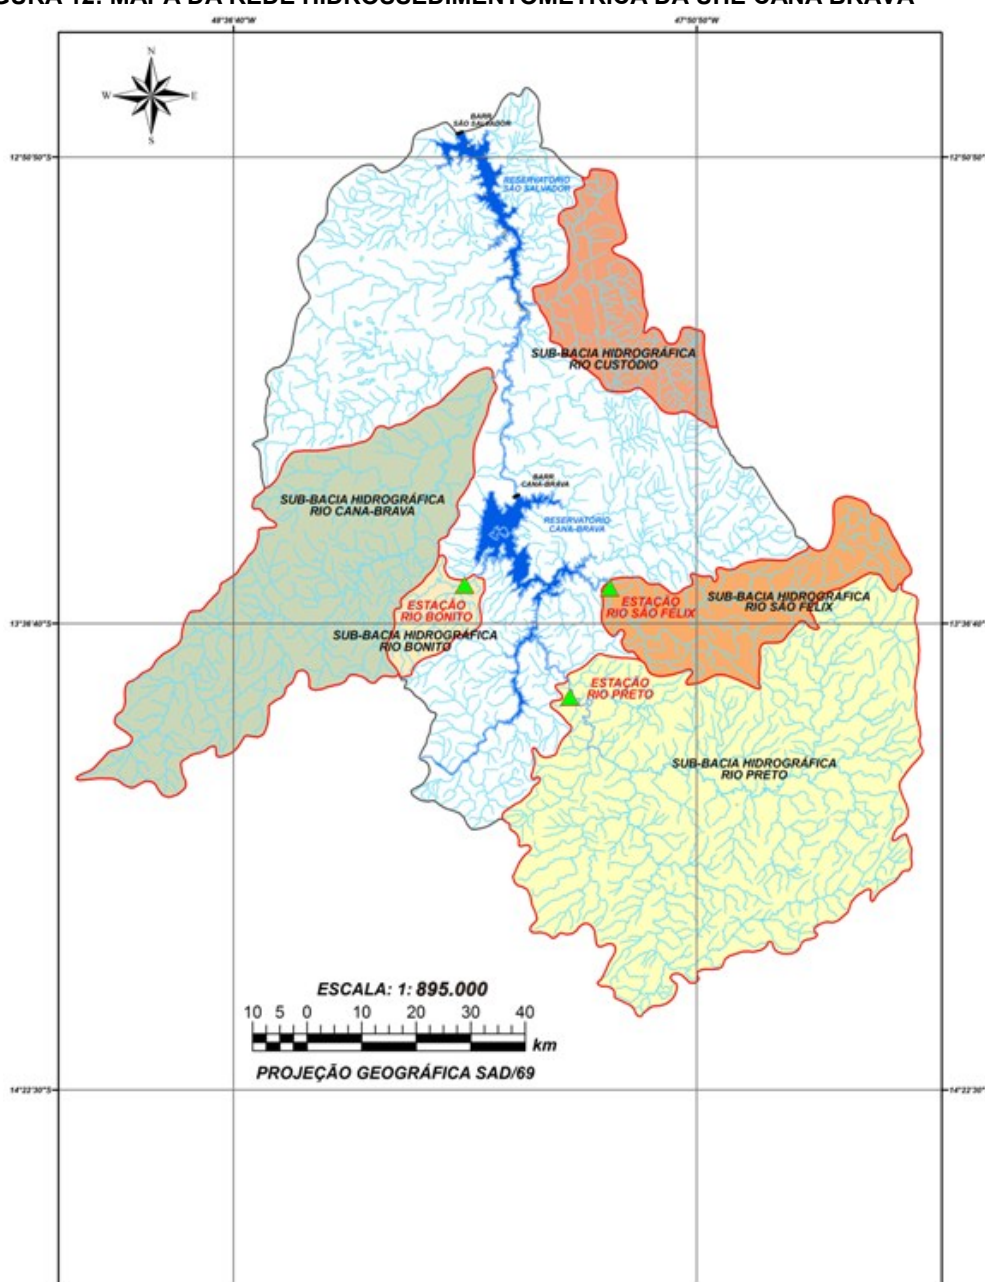 GURA 12: MAPA DA REDE HIDROSSEDIMENTOMÉTRICA DA UHE CANA BRAVA
48°36'40"W
47°50'50"W
N
W
E
S
BARR.
SÃO SALVADOR
12°50'50"S
12°50'50"S
RESERVATÓRIO
SÃO SALVADOR
SUB-BACIA HIDROGRÁFICA
RIO CUSTÓDIO
BARR.
CANA-BRAVA
SUB-BACIA HIDROGRÁFICA
RIO CANA-BRAVA
RESERVATÓRIO
CANA-BRAVA
ESTAÇÃO
RIO BONITO
ESTAÇÃO
RIO SÃO FÉLIX
SUB-BACIA HIDROGRÁFICA
RIO SÃO FÉLIX
13°36'40"S
13°36'40"S
SUB-BACIA HIDROGRÁFICA
RIO BONITO
ESTAÇÃO
RIO PRETO
SUB-BACIA HIDROGRÁFICA
RIO PRETO
ESCALA: 1: 895.000
10 5 0 10 20 30 40
km
PROJEÇÃO GEOGRÁFICA SAD/69
14°22'30"S
14°22'30"S